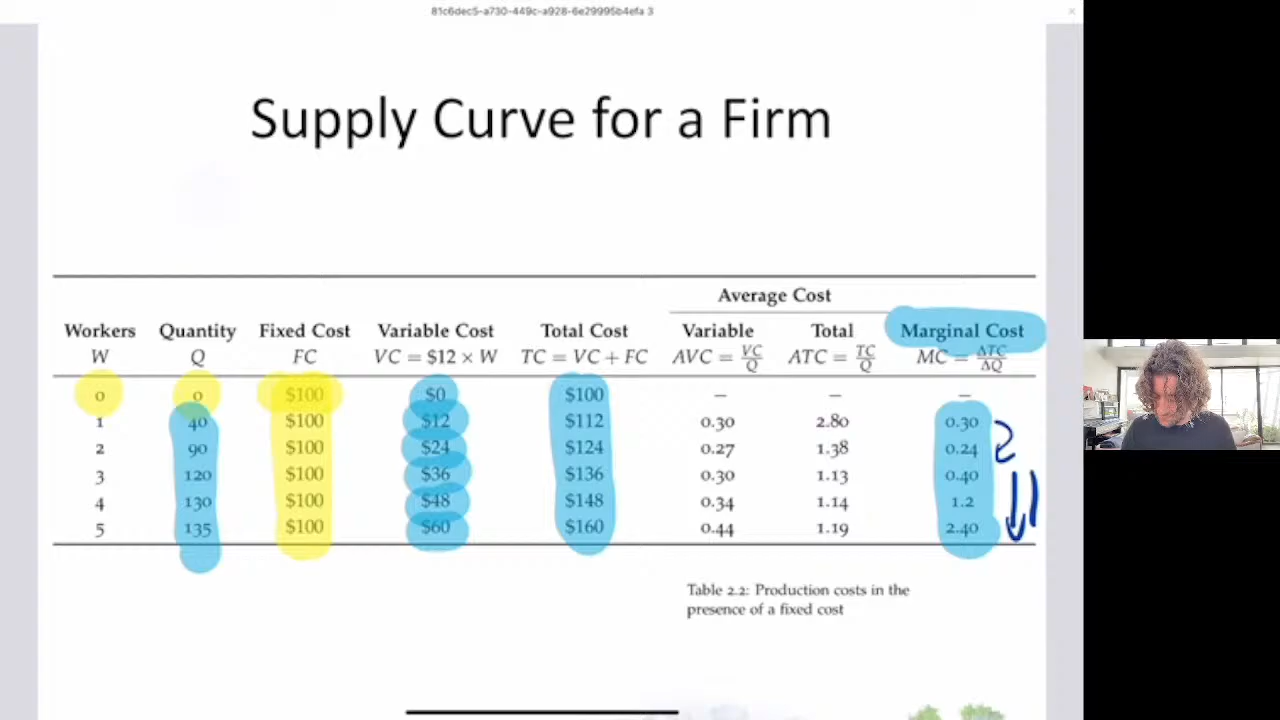 81c6dec5-a730-449c-a928-6e29995b4efa 3
Supply Curve for a Firm
Average Cost
Workers Quantity Fixed Cost Variable Cost Total Cost Variable Total Marginal Cost
W Q FC VC = $12 × W TC = VC + FC AVC = VC/Q ATC = TC/Q MC = ΔTC/ΔQ
0 0 $100 $0 $100 – – –
1 40 $100 $12 $112 0.30 2.80 0.30
2 90 $100 $24 $124 0.27 1.38 0.24
3 120 $100 $36 $136 0.30 1.13 0.40
4 130 $100 $48 $148 0.34 1.14 1.2
5 135 $100 $60 $160 0.44 1.19 2.40
Table 2.2: Production costs in the
presence of a fixed cost